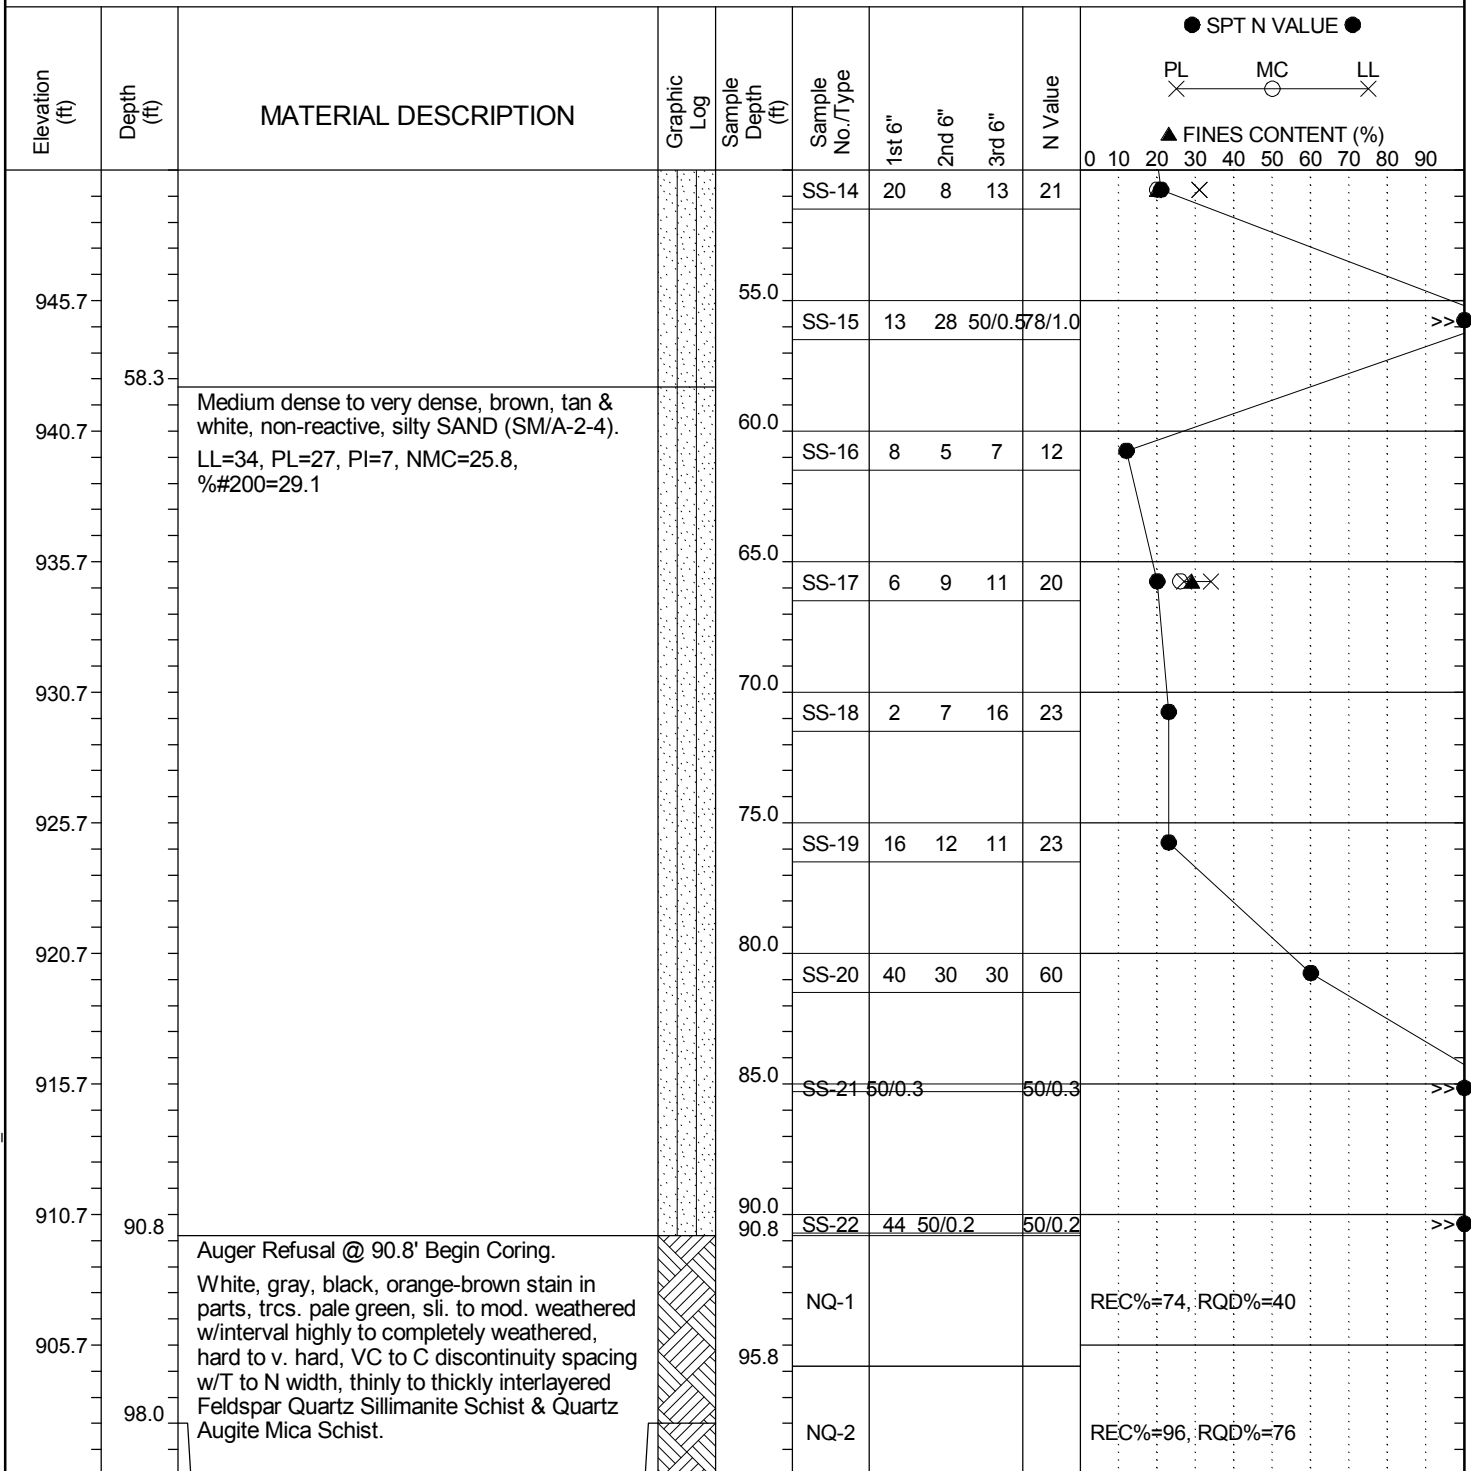 ● SPT N VALUE ●
PL MC LL
▲ FINES CONTENT (%)
0 10 20 30 40 50 60 70 80 90
Elevation (ft)
Depth (ft)
MATERIAL DESCRIPTION
Graphic Log
Sample Depth (ft)
Sample No./Type
1st 6"
2nd 6"
3rd 6"
N Value
SS-14 20 8 13 21
945.7 55.0
SS-15 13 28 50/0.5 78/1.0 >>
58.3
Medium dense to very dense, brown, tan &
white, non-reactive, silty SAND (SM/A-2-4).
940.7 60.0
LL=34, PL=27, PI=7, NMC=25.8,
%#200=29.1
SS-16 8 5 7 12
935.7 65.0
SS-17 6 9 11 20
930.7 70.0
SS-18 2 7 16 23
925.7 75.0
SS-19 16 12 11 23
920.7 80.0
SS-20 40 30 30 60
915.7 85.0
SS-21 50/0.3 50/0.3 >>
910.7 90.0
90.8 90.8 SS-22 44 50/0.2 50/0.2 >>
Auger Refusal @ 90.8' Begin Coring.
White, gray, black, orange-brown stain in
parts, trcs. pale green, sli. to mod. weathered
w/interval highly to completely weathered,
hard to v. hard, VC to C discontinuity spacing
w/T to N width, thinly to thickly interlayered
Feldspar Quartz Sillimanite Schist & Quartz
Augite Mica Schist.
NQ-1 REC%=74, RQD%=40
905.7 95.8
98.0
NQ-2 REC%=96, RQD%=76